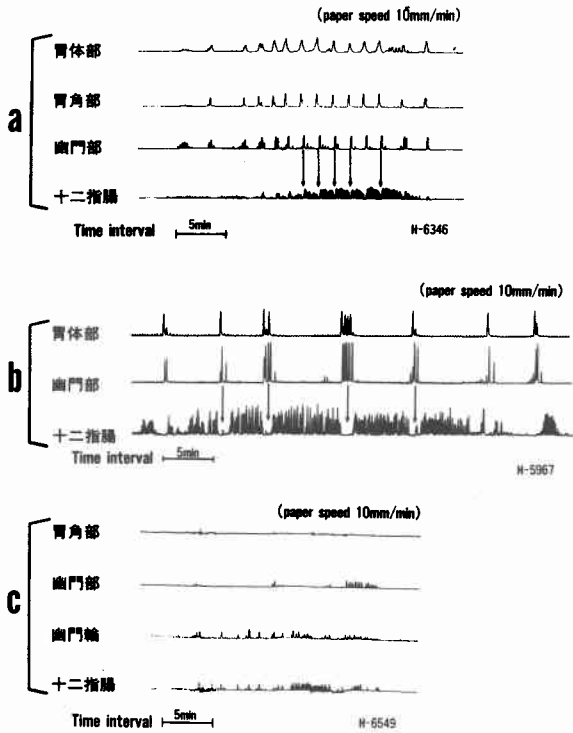 (paper speed 10mm/min)
a
胃体部
胃角部
幽門部
十二指腸
Time interval 5min
N-6346
(paper speed 10mm/min)
b
胃体部
幽門部
十二指腸
Time interval 5min
N-5967
(paper speed 10mm/min)
c
胃角部
幽門部
幽門輪
十二指腸
Time interval 5min
N-6549